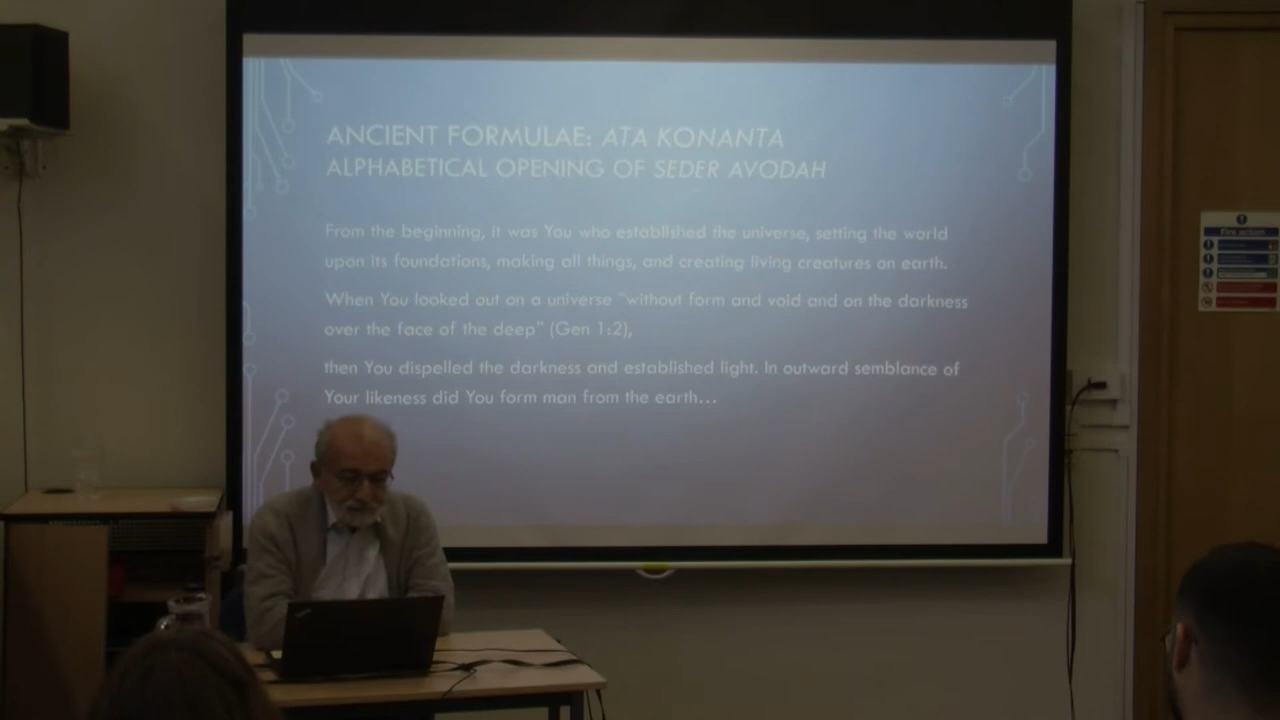 ANCIENT FORMULAE: ATA KONANTA
ALPHABETICAL OPENING OF SEDER AVODAH
From the beginning, it was You who established the universe, setting the world
upon its foundations, making all things, and creating living creatures on earth.
When You looked out on a universe "without form and void and on the darkness
over the face of the deep" (Gen 1:2),
then You dispelled the darkness and established light. In outward semblance of
Your likeness did You form man from the earth...
Fire action